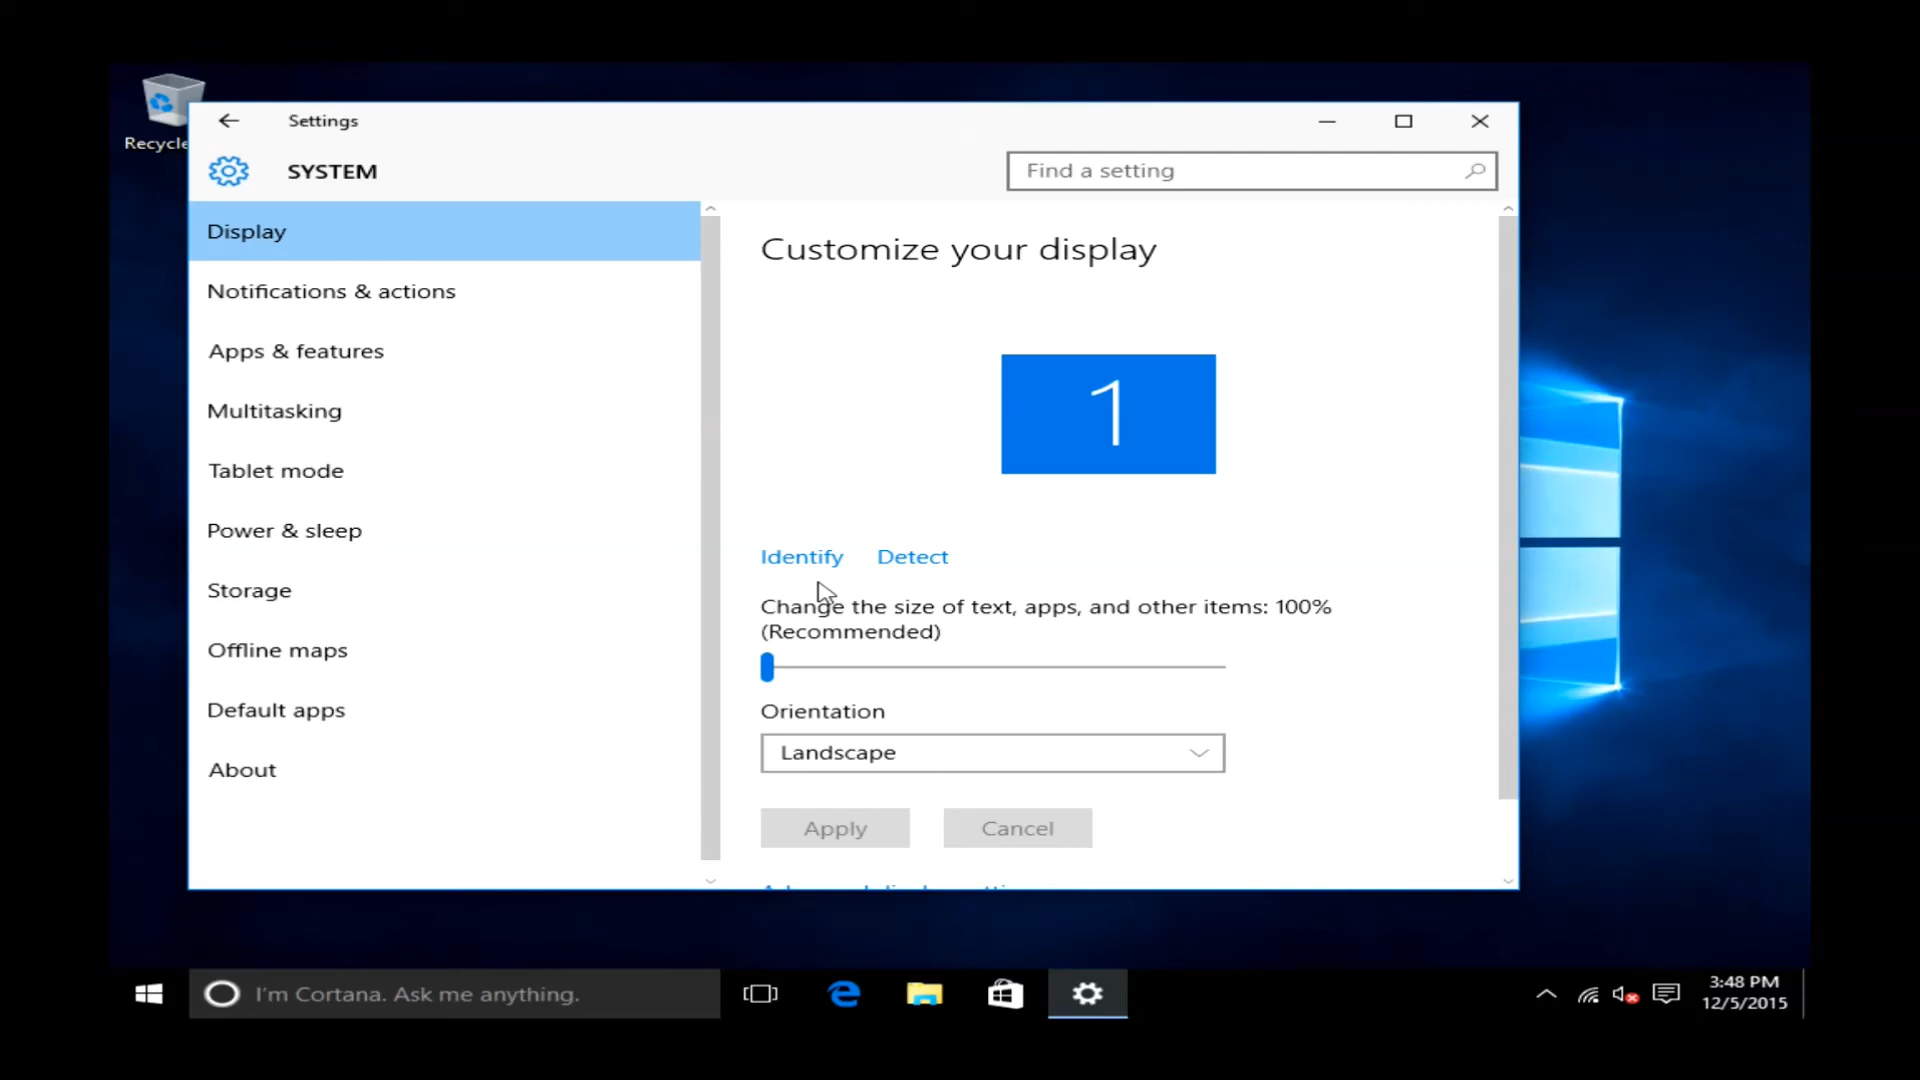 Recycle
Settings
SYSTEM
Find a setting
Display
Notifications & actions
Apps & features
Multitasking
Tablet mode
Power & sleep
Storage
Offline maps
Default apps
About
Customize your display
1
Identify
Detect
Change the size of text, apps, and other items: 100%
(Recommended)
Orientation
Landscape
Apply
Cancel
I'm Cortana. Ask me anything.
3:48 PM
12/5/2015